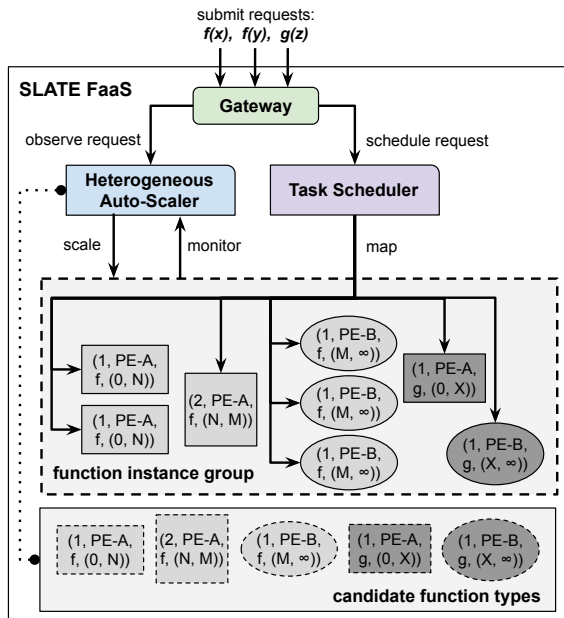 submit requests:
f(x), f(y), g(z)
SLATE FaaS
Gateway
observe request
schedule request
Heterogeneous
Auto-Scaler
Task Scheduler
scale
monitor
map
(1, PE-A,
f, (0, N))
(1, PE-A,
f, (0, N))
(2, PE-A,
f, (N, M))
(1, PE-B,
f, (M, ∞))
(1, PE-B,
f, (M, ∞))
(1, PE-B,
f, (M, ∞))
(1, PE-A,
g, (0, X))
(1, PE-B,
g, (X, ∞))
function instance group
(1, PE-A,
f, (0, N))
(2, PE-A,
f, (N, M))
(1, PE-B,
f, (M, ∞))
(1, PE-A,
g, (0, X))
(1, PE-B,
g, (X, ∞))
candidate function types